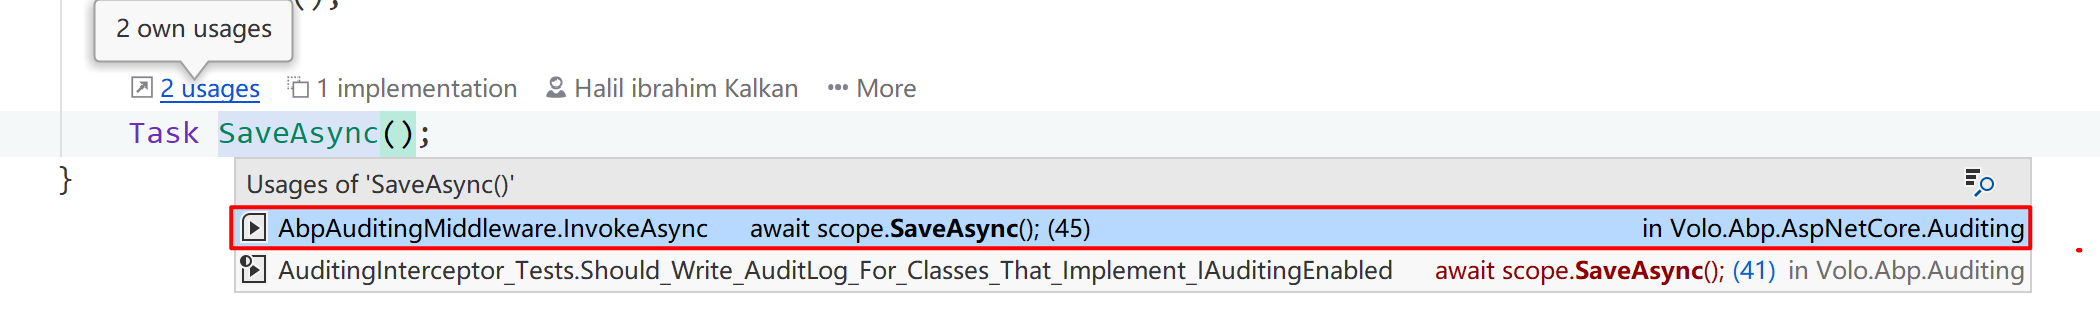 ();
2 own usages
2 usages 1 implementation Halil ibrahim Kalkan ··· More
Task SaveAsync();
}
Usages of 'SaveAsync()'
AbpAuditingMiddleware.InvokeAsync await scope.SaveAsync(); (45) in Volo.Abp.AspNetCore.Auditing
AuditingInterceptor_Tests.Should_Write_AuditLog_For_Classes_That_Implement_IAuditingEnabled await scope.SaveAsync(); (41) in Volo.Abp.Auditing